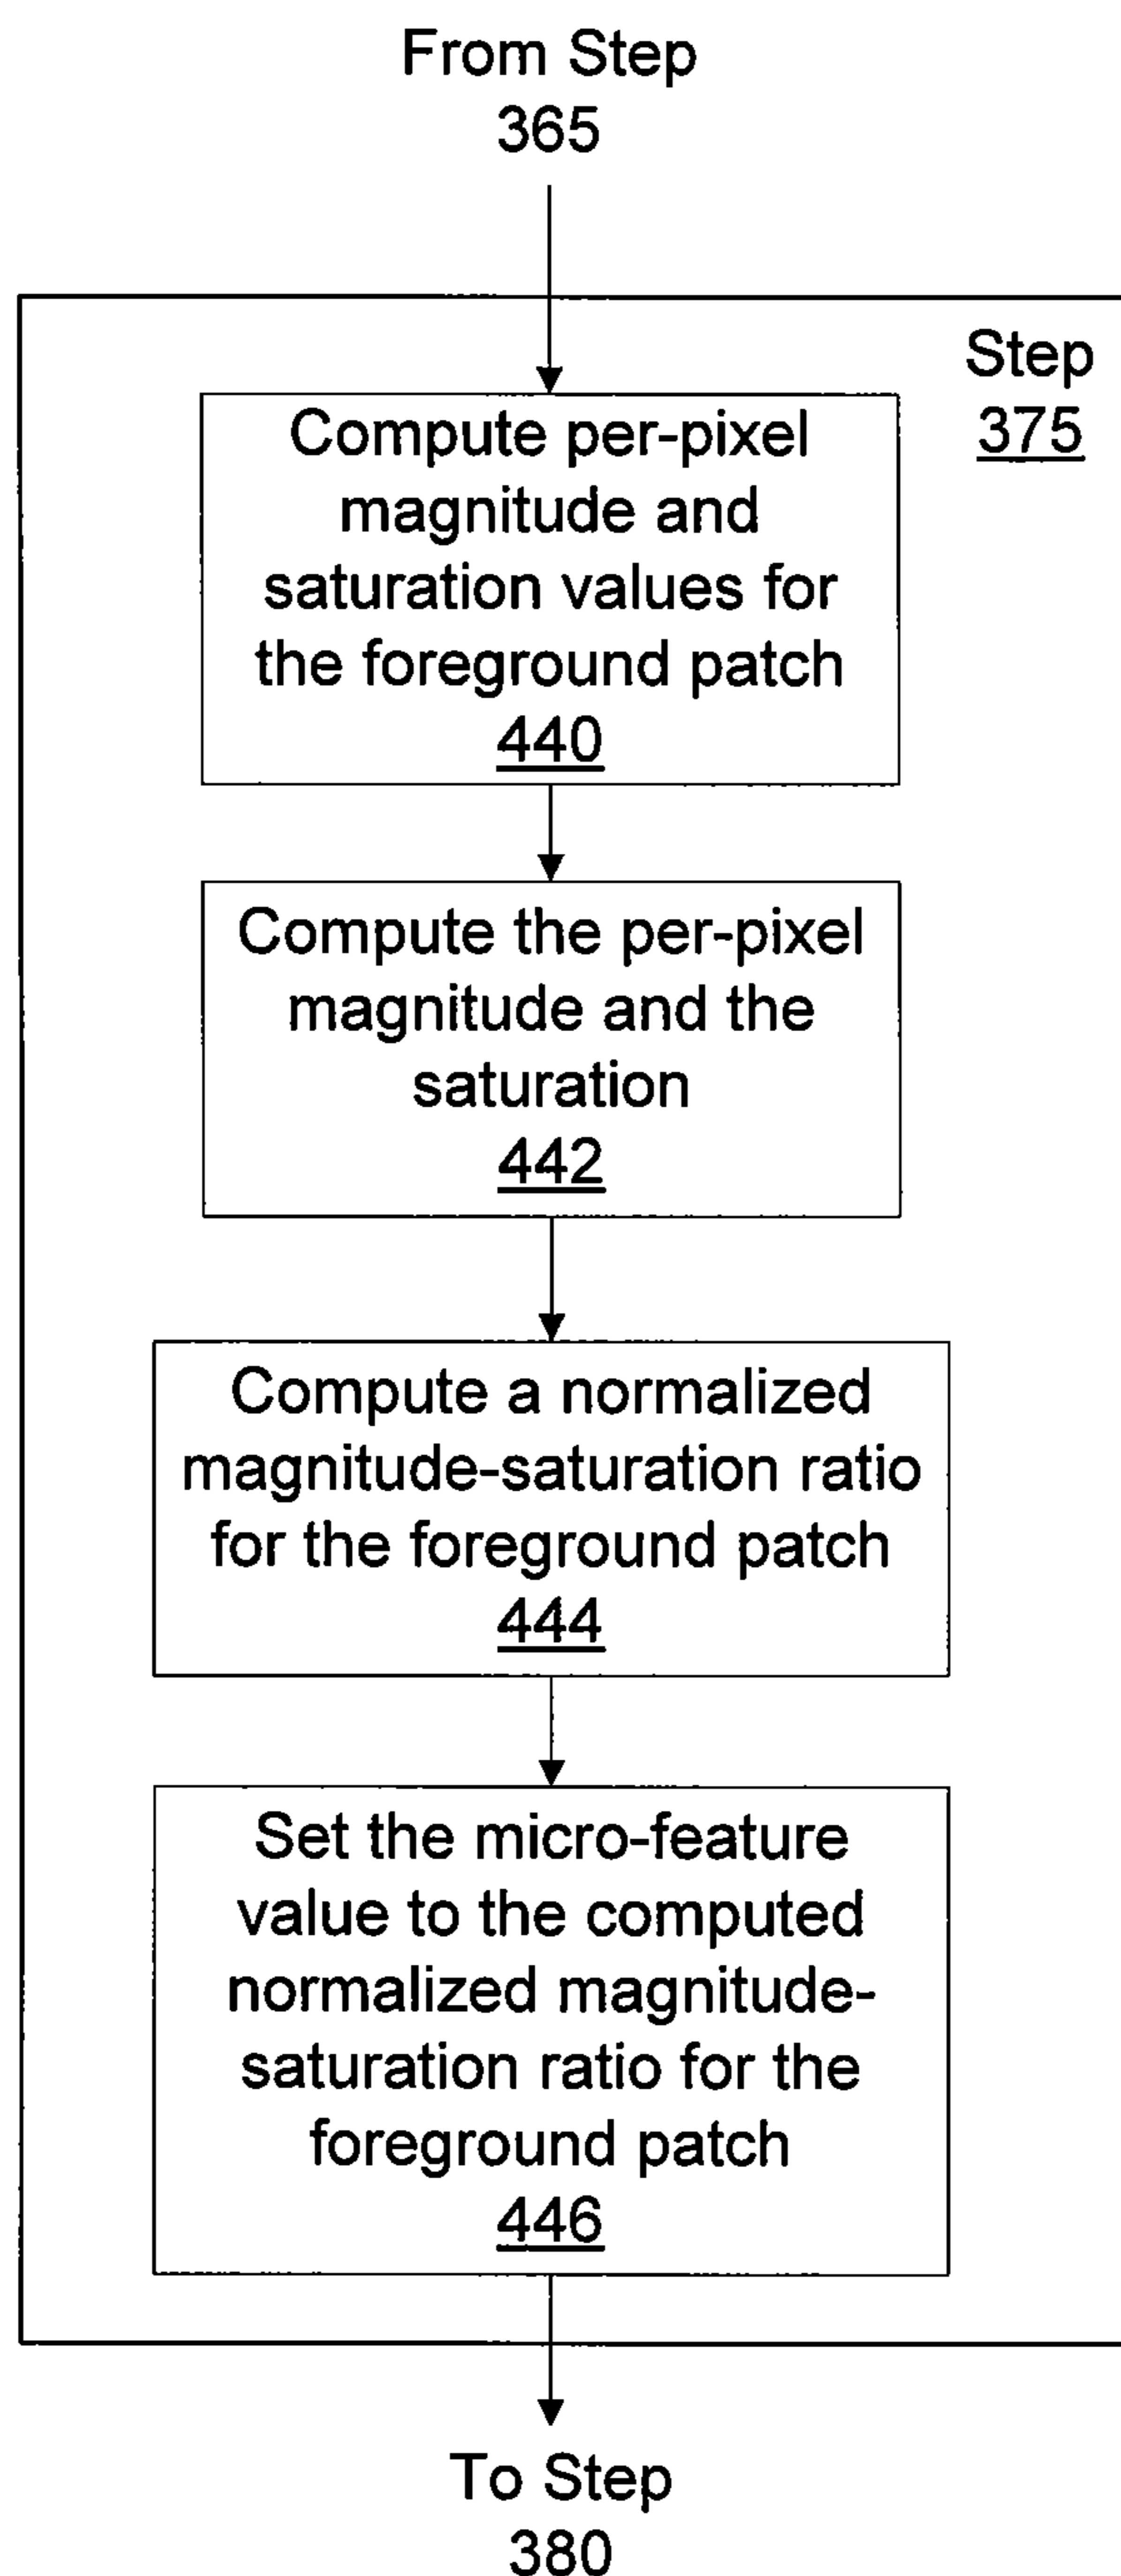 From Step
365
Step
375
Compute per-pixel
magnitude and
saturation values for
the foreground patch
440
Compute the per-pixel
magnitude and the
saturation
442
Compute a normalized
magnitude-saturation ratio
for the foreground patch
444
Set the micro-feature
value to the computed
normalized magnitude-
saturation ratio for the
foreground patch
446
To Step
380